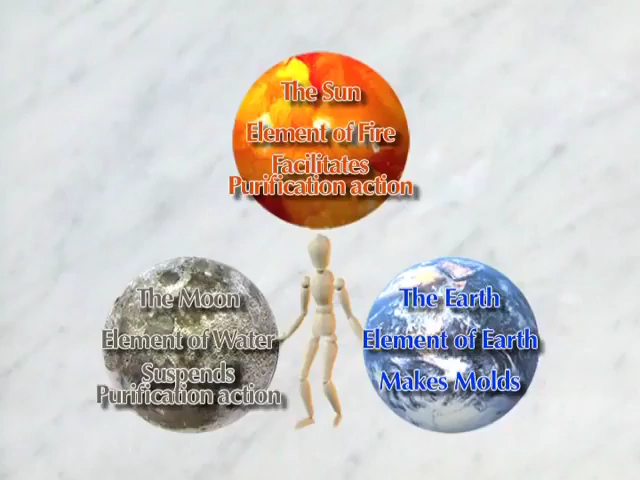 The Sun
Element of Fire
Facilitates
Purification action
The Moon
Element of Water
Suspends
Purification action
The Earth
Element of Earth
Makes Molds